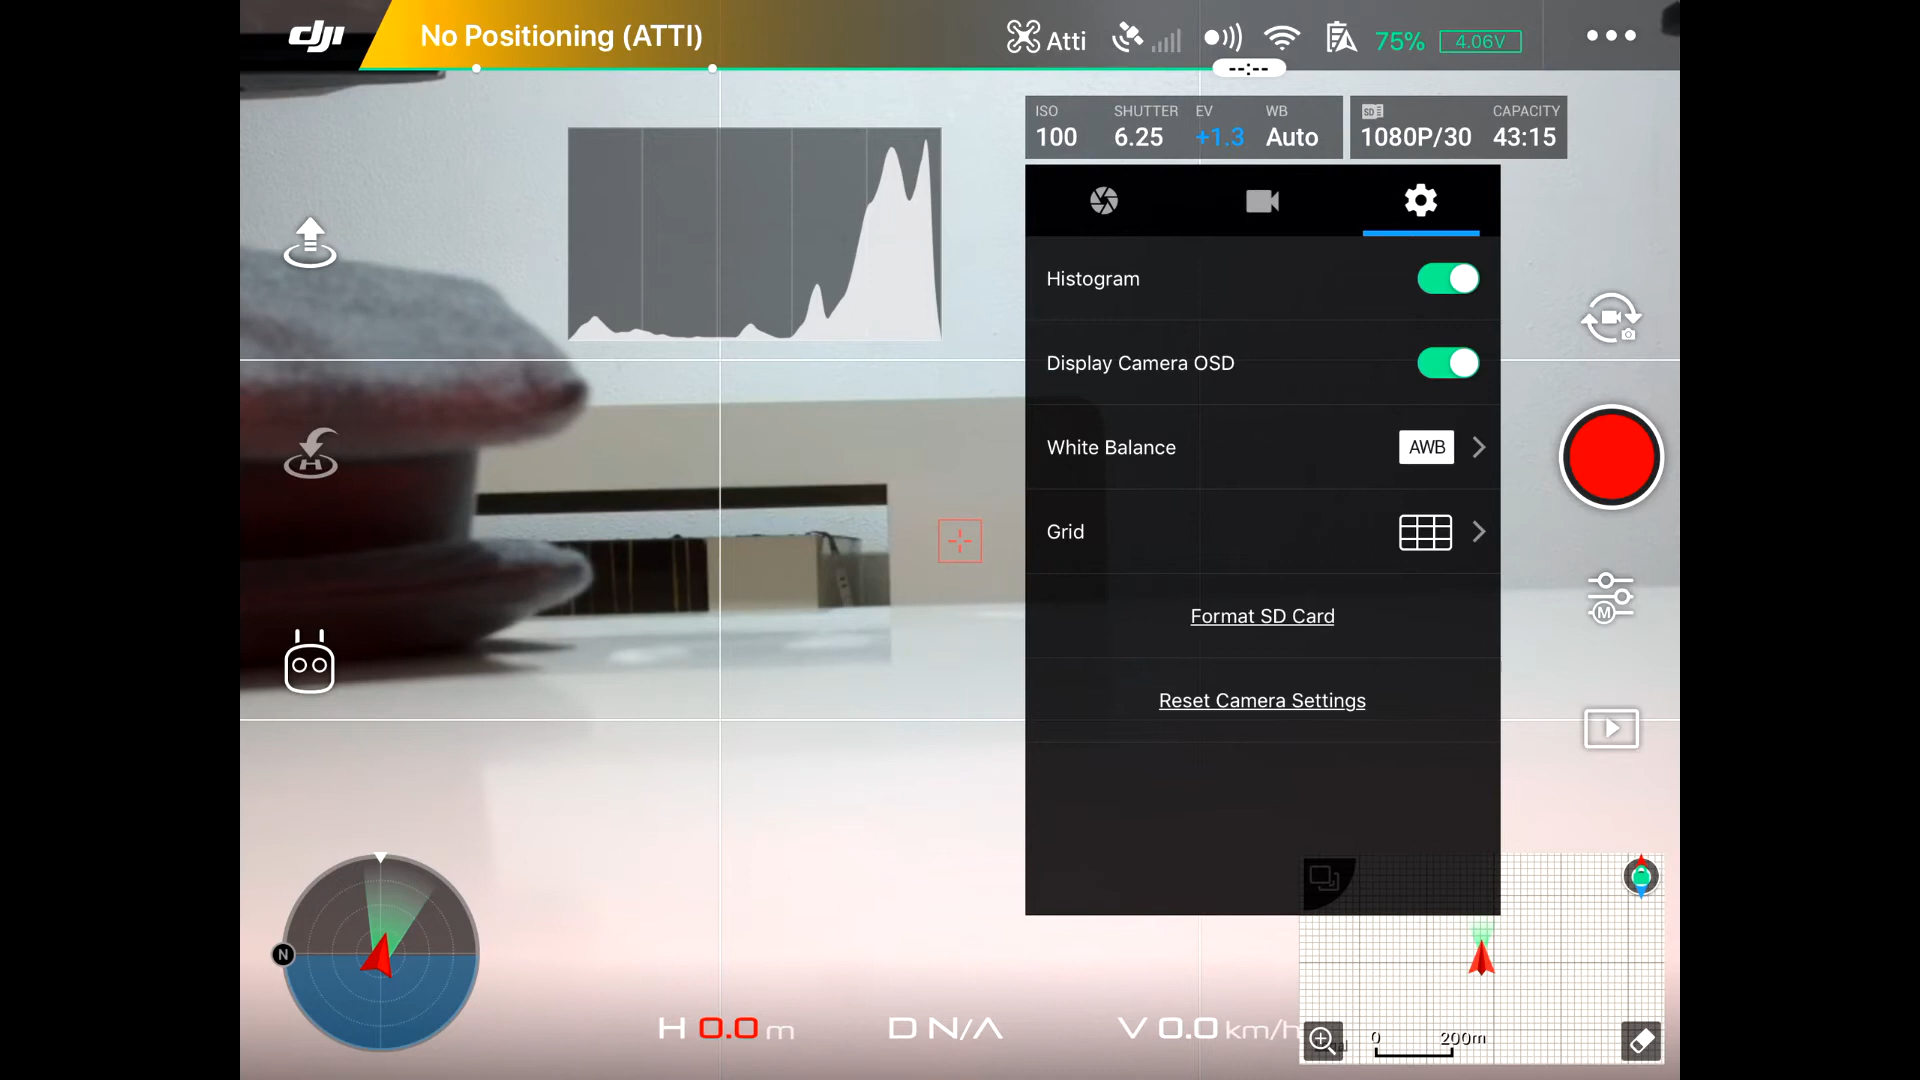 dji
No Positioning (ATTI)
Atti
75%
4.06V
--:--
ISO SHUTTER EV WB
100 6.25 +1.3 Auto
SD CAPACITY
1080P/30 43:15
Histogram
Display Camera OSD
White Balance AWB
Grid
Format SD Card
Reset Camera Settings
M
H
N
H 0.0 m
D N/A
V 0.0 km/h
0 200m